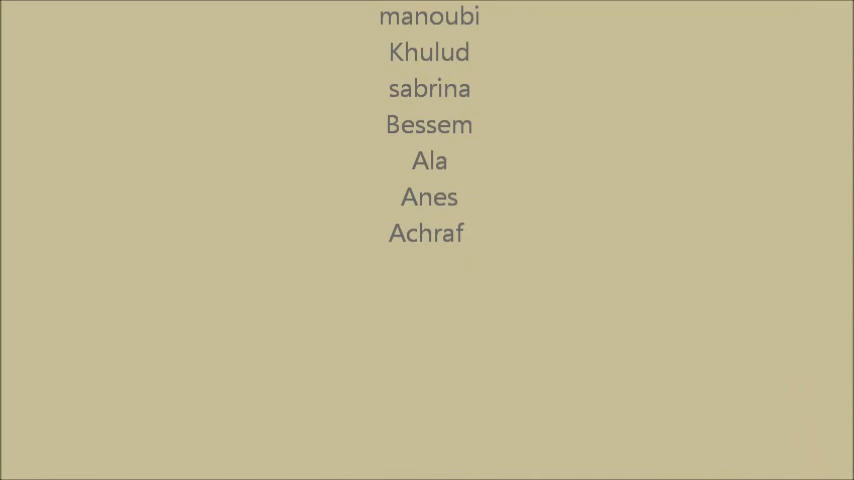 manoubi
Khulud
sabrina
Bessem
Ala
Anes
Achraf